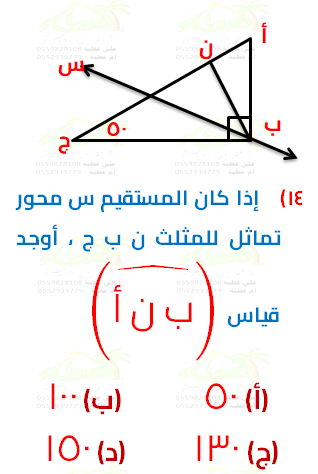 أ
ن
س
ب
ج
٥٠
١٤) إذا كان المستقيم س محور
تماثل للمثلث ن ب ج ، أوجد
قياس (ب ن أ)
(أ) ٥٠ (ب) ١٠٠
(ج) ١٣٠ (د) ١٥٠